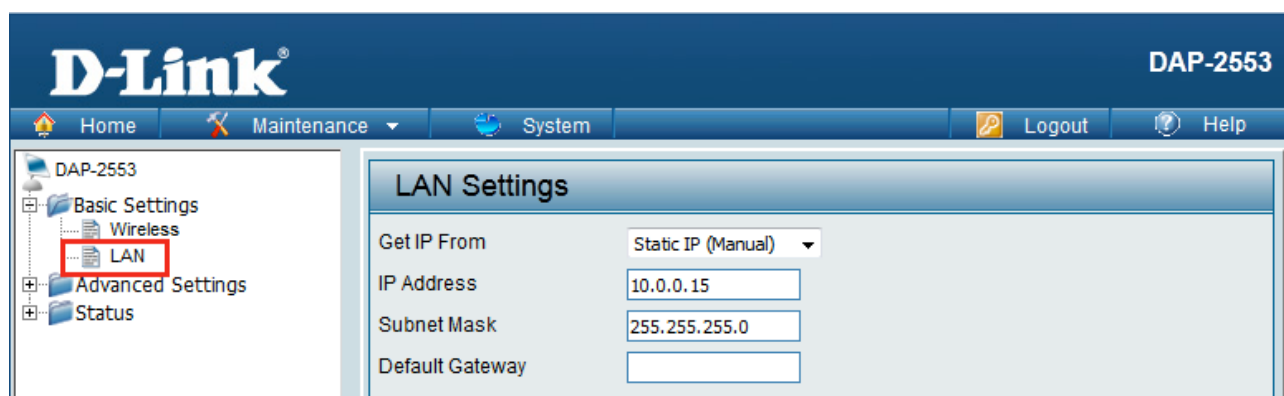 D-Link®
DAP-2553
Home Maintenance System Logout Help
DAP-2553
Basic Settings
Wireless
LAN
Advanced Settings
Status
LAN Settings
Get IP From Static IP (Manual)
IP Address 10.0.0.15
Subnet Mask 255.255.255.0
Default Gateway